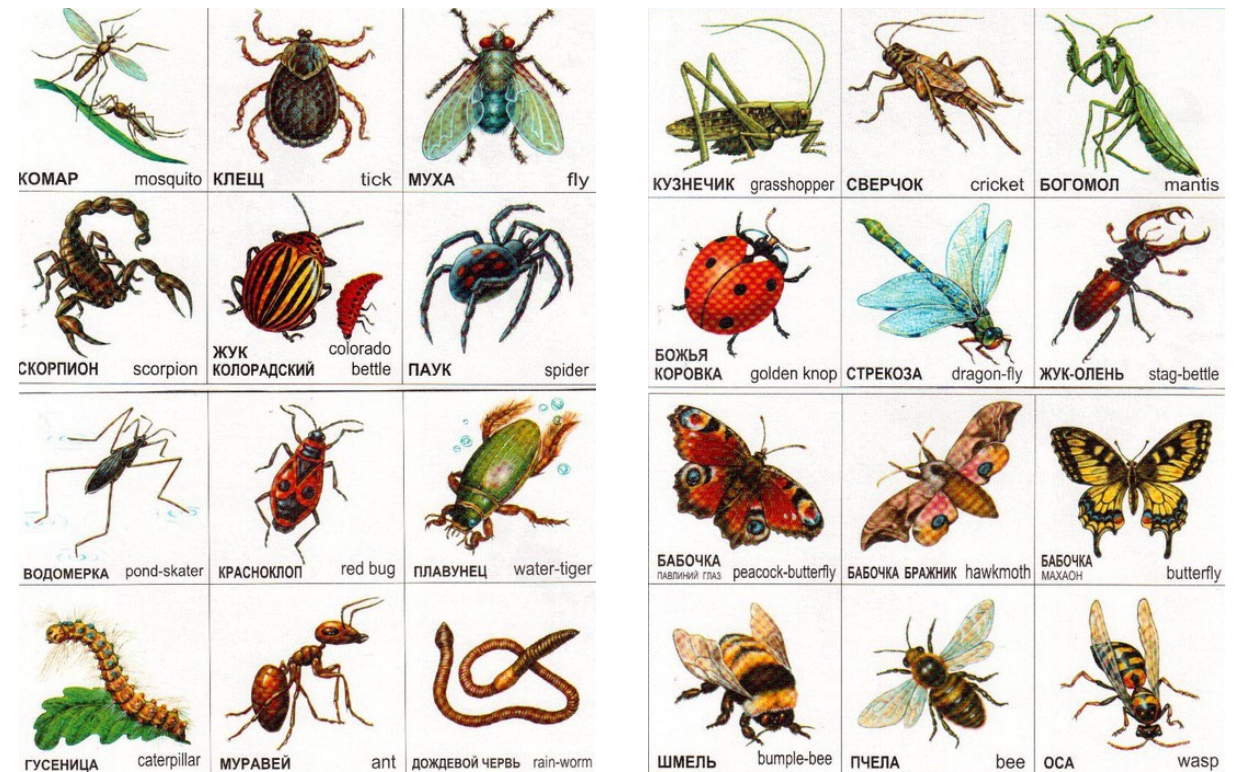 КОМАР mosquito
КЛЕЩ tick
МУХА fly
КУЗНЕЧИК grasshopper
СВЕРЧОК cricket
БОГОМОЛ mantis
СКОРПИОН scorpion
ЖУК colorado
КОЛОРАДСКИЙ bettle
ПАУК spider
БОЖЬЯ
КОРОВКА golden knop
СТРЕКОЗА dragon-fly
ЖУК-ОЛЕНЬ stag-bettle
ВОДОМЕРКА pond-skater
КРАСНОКЛОП red bug
ПЛАВУНЕЦ water-tiger
БАБОЧКА
ПАВЛИНИЙ ГЛАЗ peacock-butterfly
БАБОЧКА БРАЖНИК hawkmoth
БАБОЧКА
МАХАОН butterfly
ГУСЕНИЦА caterpillar
МУРАВЕЙ ant
ДОЖДЕВОЙ ЧЕРВЬ rain-worm
ШМЕЛЬ bumple-bee
ПЧЕЛА bee
ОСА wasp